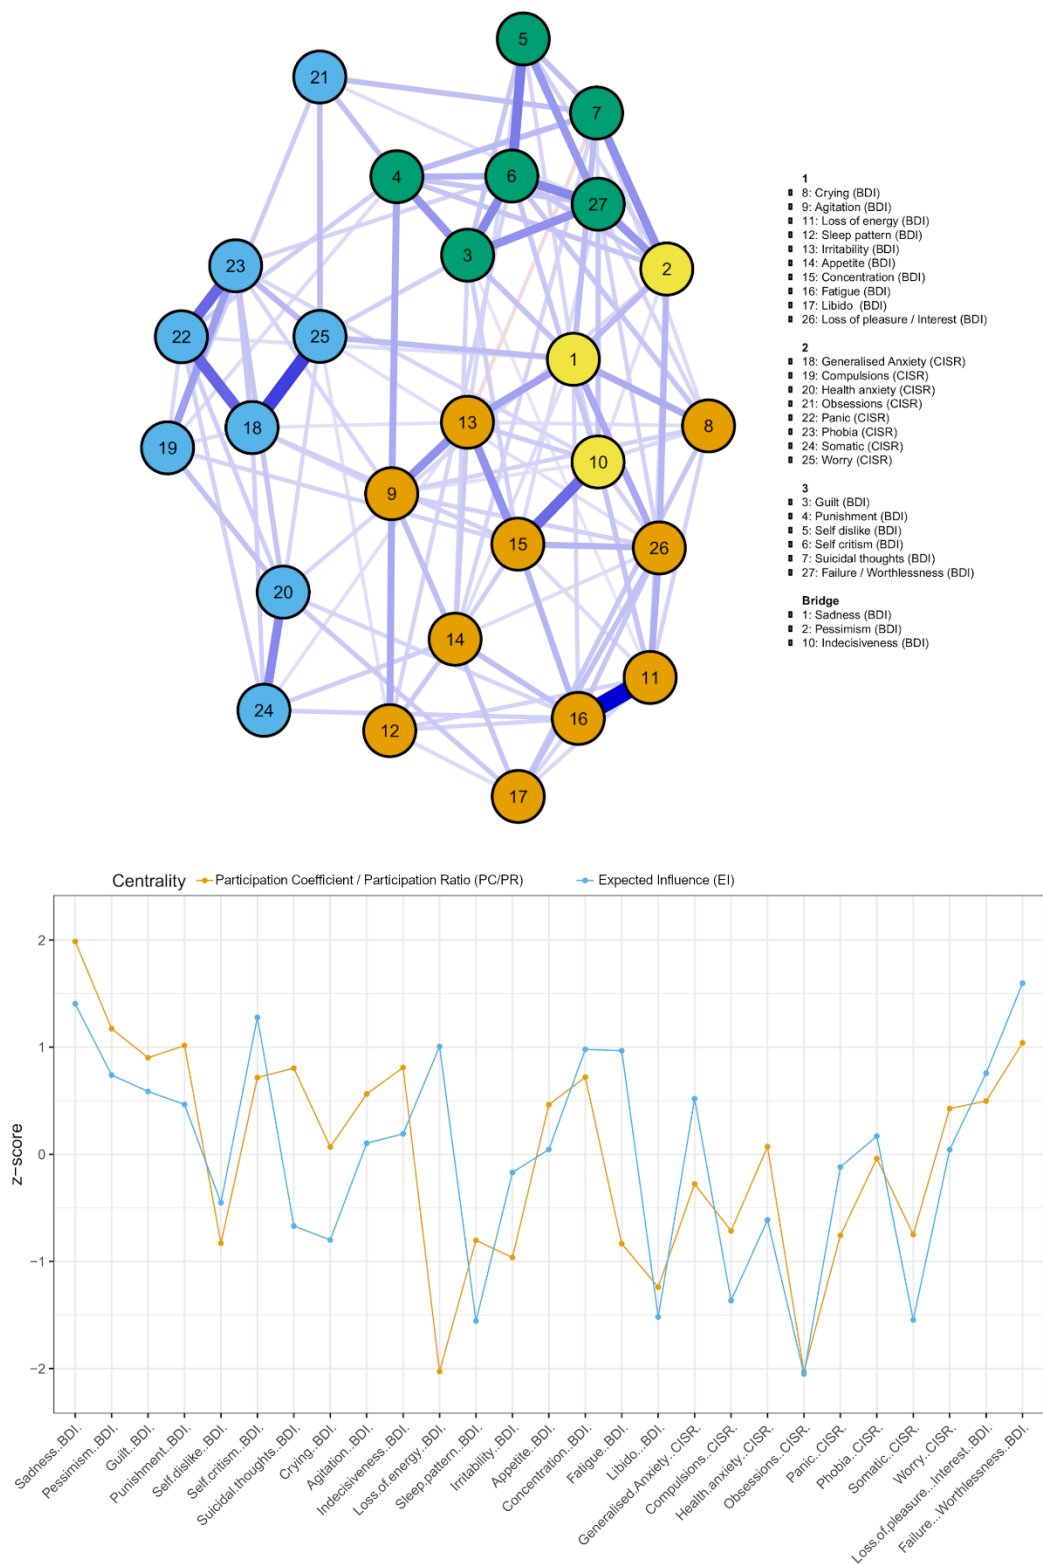 5
21
7
4
6
27
3
2
23
22
25
1
13
8
18
19
10
9
15
26
20
14
11
24
16
12
17
1
8: Crying (BDI)
9: Agitation (BDI)
11: Loss of energy (BDI)
12: Sleep pattern (BDI)
13: Irritability (BDI)
14: Appetite (BDI)
15: Concentration (BDI)
16: Fatigue (BDI)
17: Libido (BDI)
26: Loss of pleasure / Interest (BDI)
2
18: Generalised Anxiety (CISR)
19: Compulsions (CISR)
20: Health anxiety (CISR)
21: Obsessions (CISR)
22: Panic (CISR)
23: Phobia (CISR)
24: Somatic (CISR)
25: Worry (CISR)
3
3: Guilt (BDI)
4: Punishment (BDI)
5: Self dislike (BDI)
6: Self critism (BDI)
7: Suicidal thoughts (BDI)
27: Failure / Worthlessness (BDI)
Bridge
1: Sadness (BDI)
2: Pessimism (BDI)
10: Indecisiveness (BDI)
Centrality Participation Coefficient / Participation Ratio (PC/PR) Expected Influence (EI)
z−score
2
1
0
−1
−2
Sadness..BDI.
Pessimism..BDI.
Guilt..BDI.
Punishment..BDI.
Self.dislike..BDI.
Self.critism..BDI.
Suicidal.thoughts..BDI.
Crying..BDI.
Agitation..BDI.
Indecisiveness..BDI.
Loss.of.energy..BDI.
Sleep.pattern..BDI.
Irritability..BDI.
Appetite..BDI.
Concentration..BDI.
Fatigue..BDI.
Libido...BDI.
Generalised.Anxiety..CISR.
Compulsions..CISR.
Health.anxiety..CISR.
Obsessions..CISR.
Panic..CISR.
Phobia..CISR.
Somatic..CISR.
Worry..CISR.
Loss.of.pleasure...Interest..BDI.
Failure...Worthlessness..BDI.